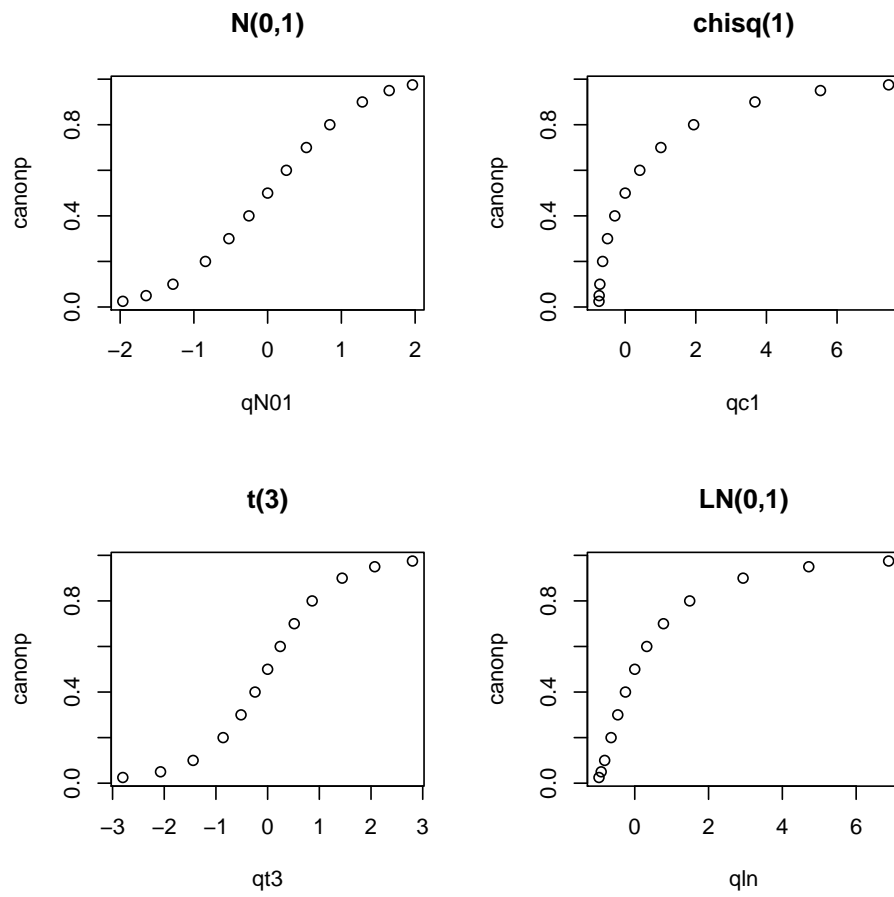 N(0,1)
canonp
0.0 0.4 0.8
−2 −1 0 1 2
qN01
chisq(1)
canonp
0.0 0.4 0.8
0 2 4 6
qc1
t(3)
canonp
0.0 0.4 0.8
−3 −2 −1 0 1 2 3
qt3
LN(0,1)
canonp
0.0 0.4 0.8
0 2 4 6
qln